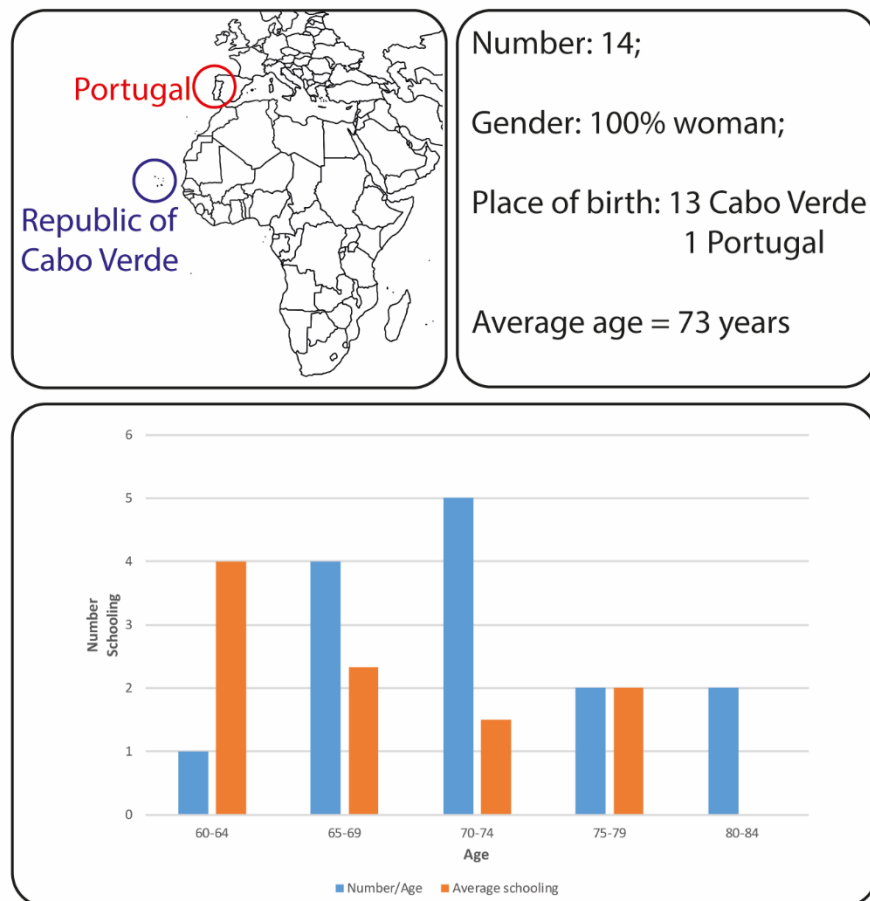 Portugal
Republic of
Cabo Verde
Number: 14;
Gender: 100% woman;
Place of birth: 13 Cabo Verde
1 Portugal
Average age = 73 years
6
5
4
3
2
1
0
Number
Schooling
60-64
65-69
70-74
75-79
80-84
Age
Number/Age
Average schooling